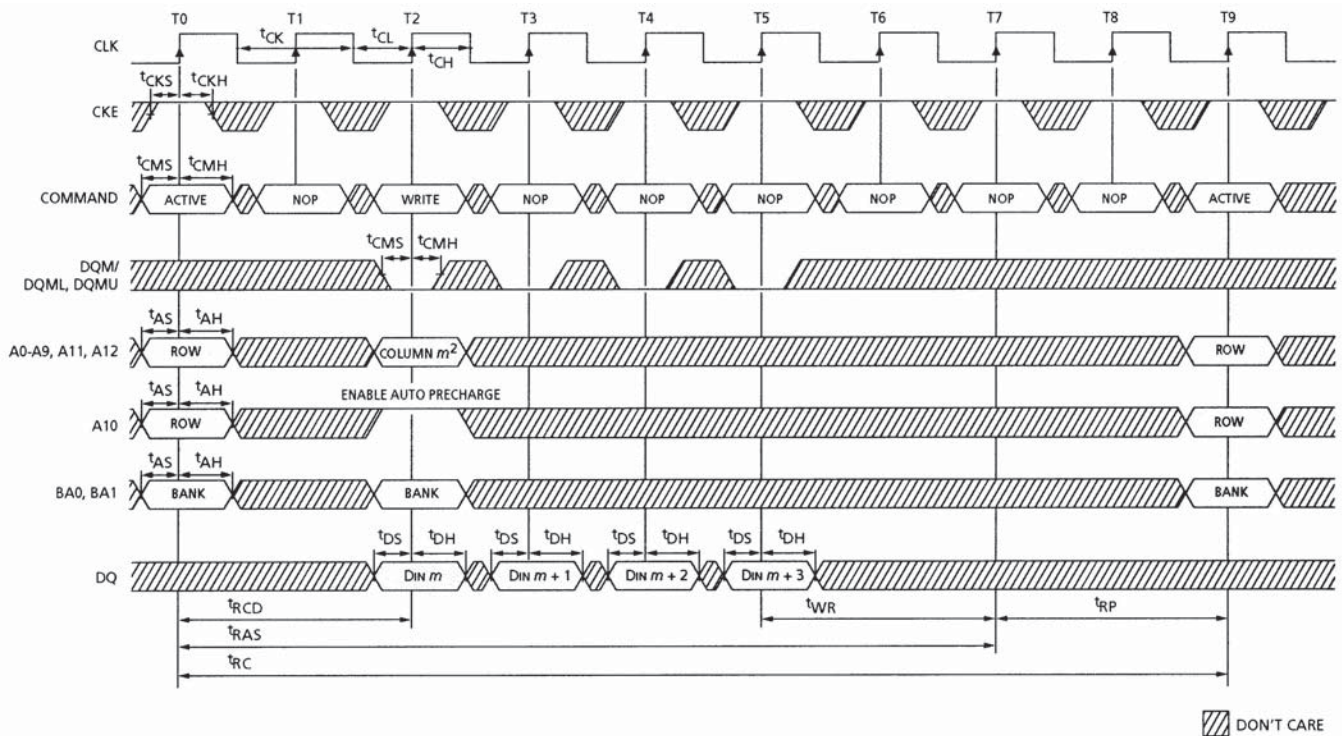 T0 T1 T2 T3 T4 T5 T6 T7 T8 T9
CLK tCK tCL tCH
tCKS tCKH
CKE
tCMS tCMH
COMMAND ACTIVE NOP WRITE NOP NOP NOP NOP NOP NOP ACTIVE
tCMS tCMH
DQM/
DQML, DQMU
tAS tAH
A0-A9, A11, A12 ROW COLUMN m2 ROW
tAS tAH ENABLE AUTO PRECHARGE
A10 ROW ROW
tAS tAH
BA0, BA1 BANK BANK BANK
tDS tDH tDS tDH tDS tDH tDS tDH
DQ DIN m DIN m + 1 DIN m + 2 DIN m + 3
tRCD tWR tRP
tRAS
tRC
DON'T CARE